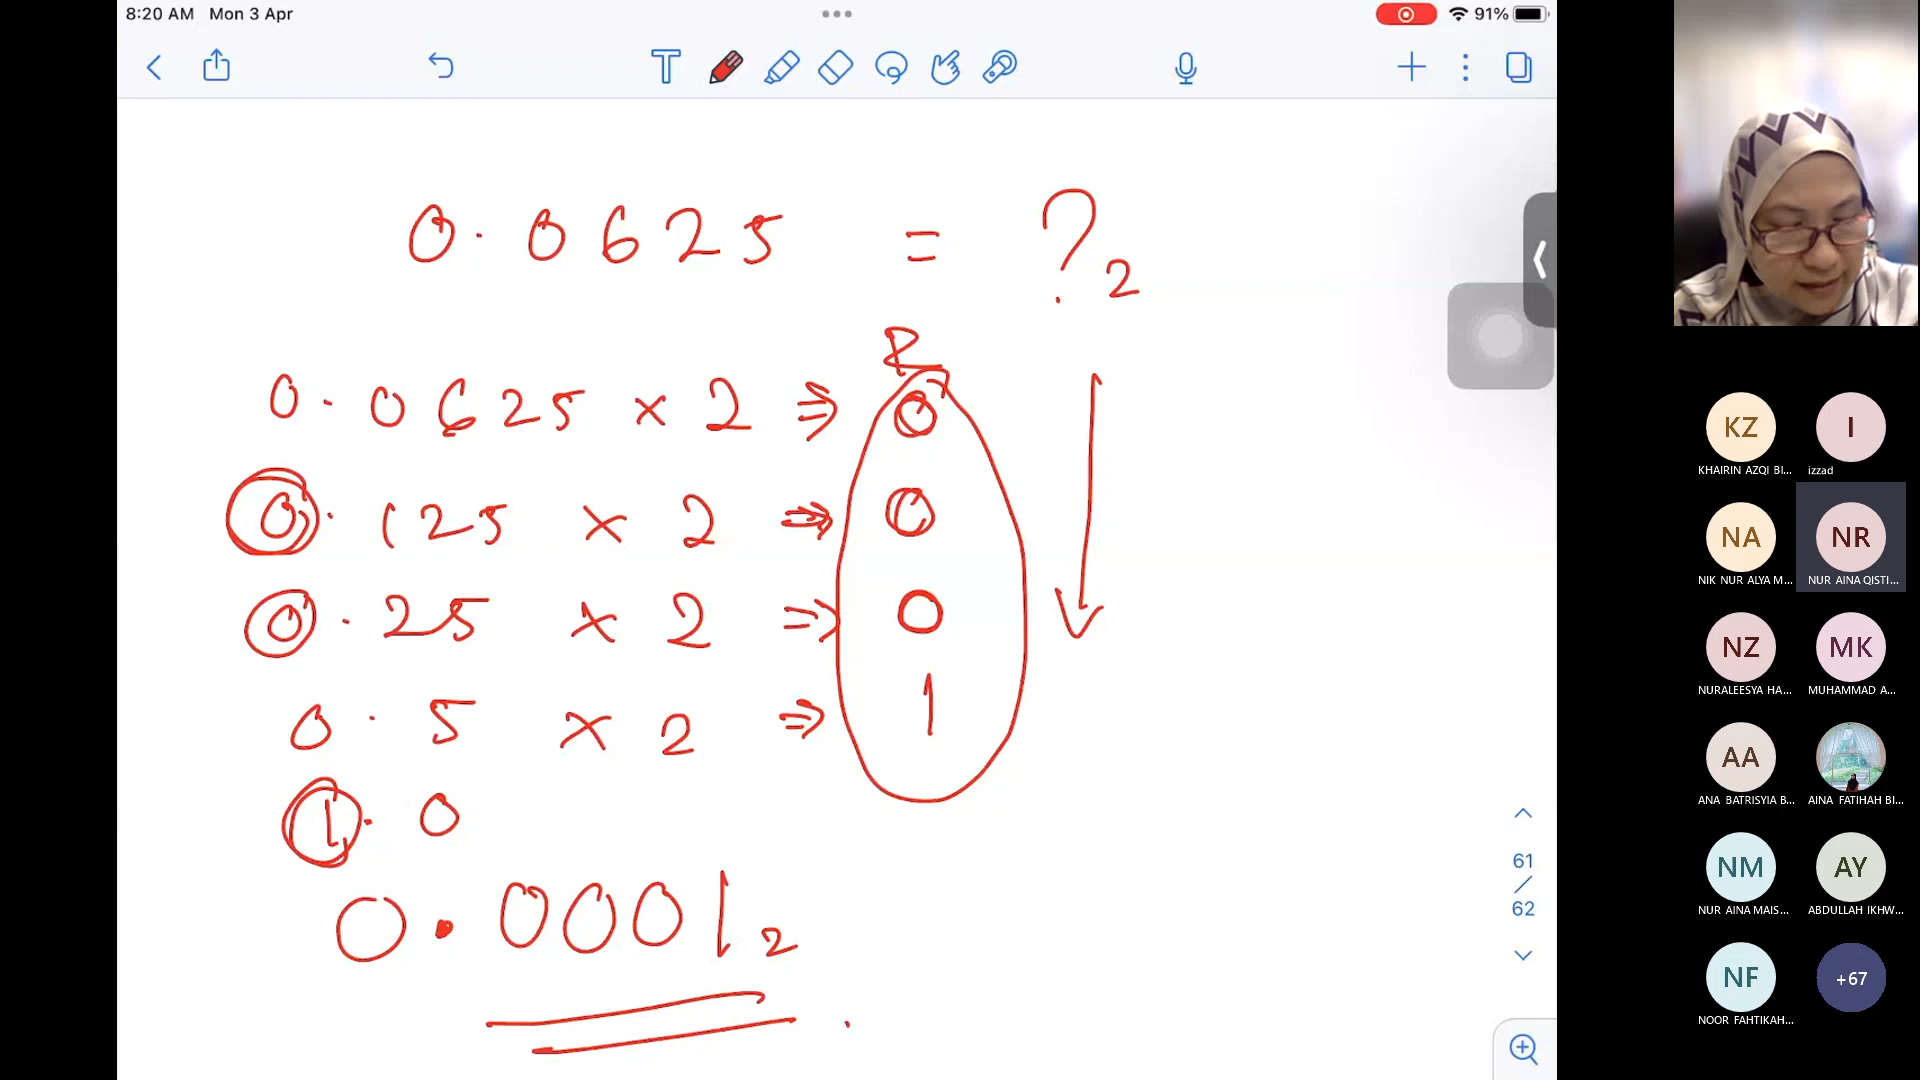 8:20 AM Mon 3 Apr
91%
T
0.0625 = ?2
R
0.0625 x 2 ⇒ 0
0.125 x 2 ⇒ 0
0.25 x 2 ⇒ 0
0.5 x 2 ⇒ 1
1.0
0.00012
61
/
62
KZ
KHAIRIN AZQI BI...
I
izzad
NA
NIK NUR ALYA M...
NR
NUR AINA QISTI...
NZ
NURALEESYA HA...
MK
MUHAMMAD A...
AA
ANA BATRISYIA B...
AINA FATIHAH BI...
NM
NUR AINA MAIS...
AY
ABDULLAH IKHW...
NF
NOOR FAHTIKAH...
+67